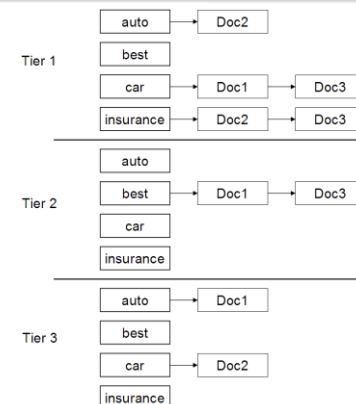 auto Doc2
best
Tier 1
car Doc1 Doc3
insurance Doc2 Doc3
auto
best Doc1 Doc3
Tier 2
car
insurance
auto Doc1
best
Tier 3
car Doc2
insurance